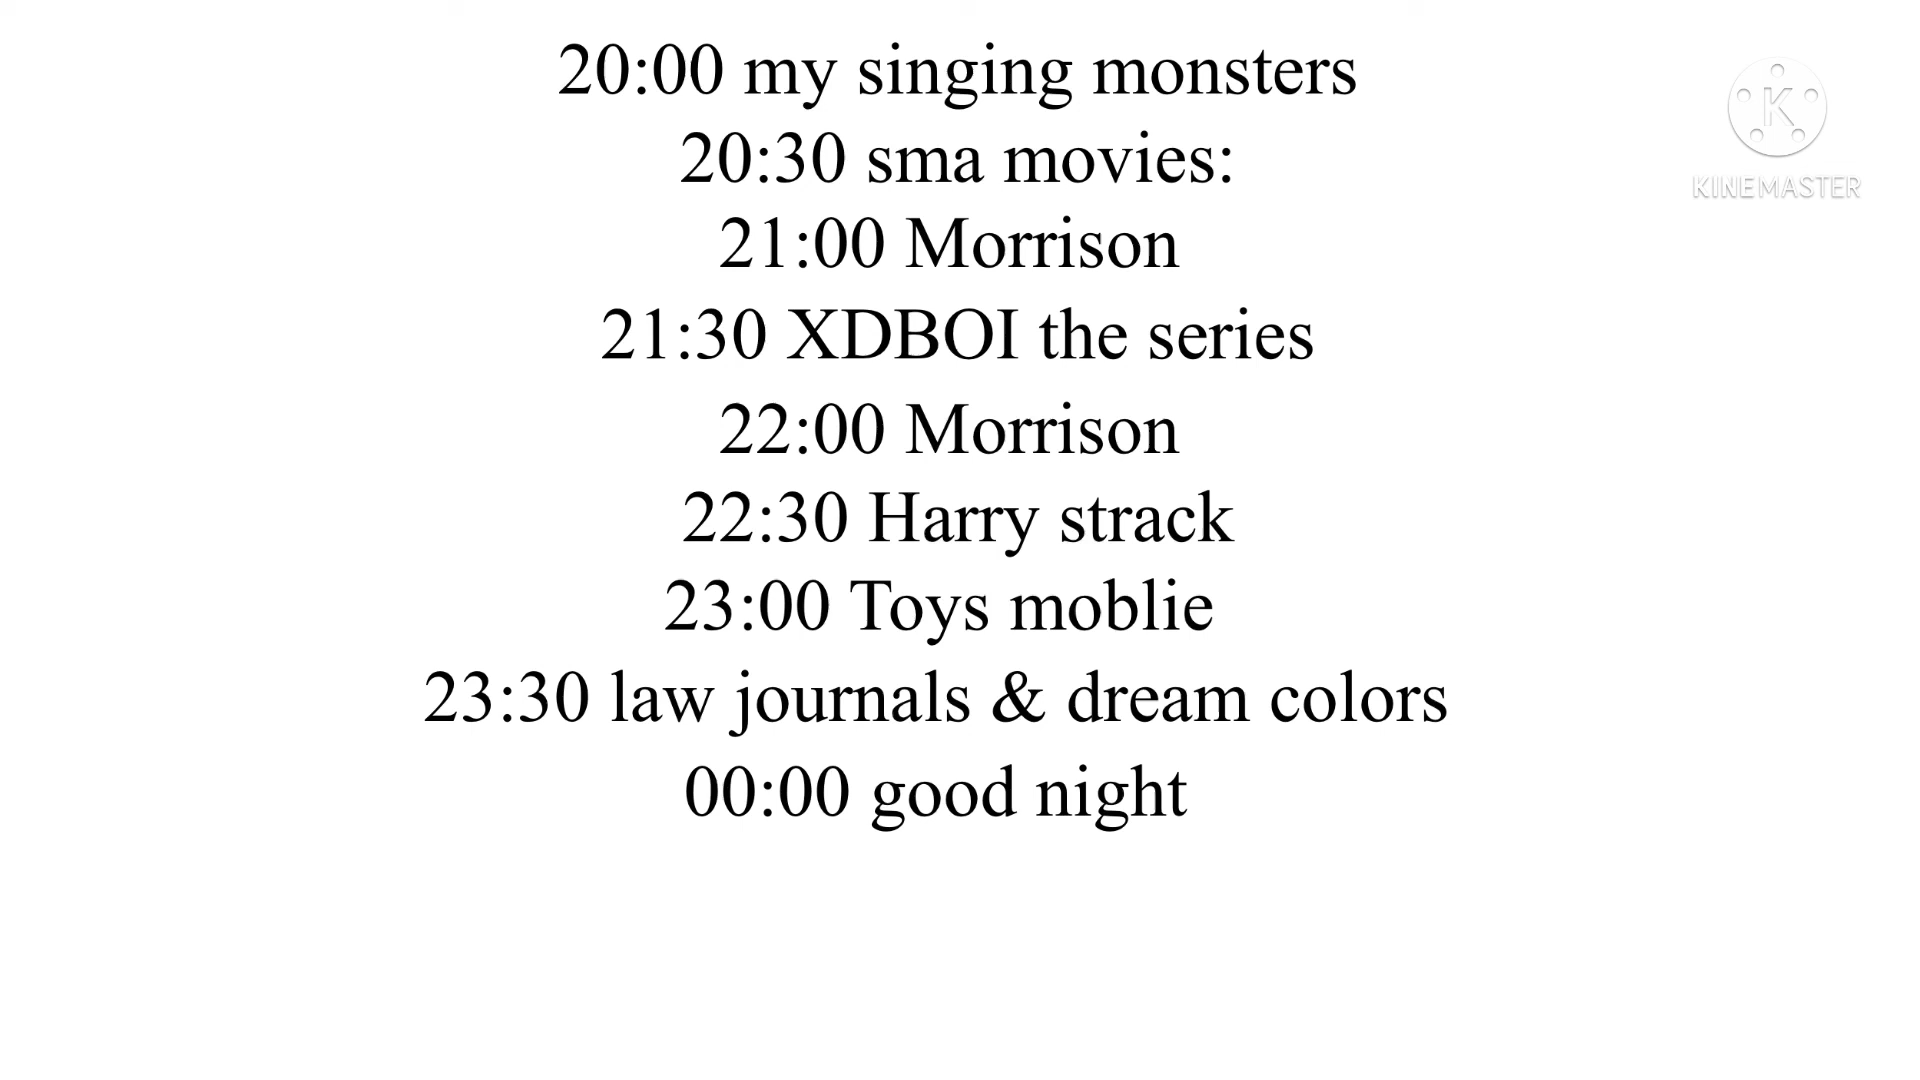 20:00 my singing monsters
20:30 sma movies:
21:00 Morrison
21:30 XDBOI the series
22:00 Morrison
22:30 Harry strack
23:00 Toys moblie
23:30 law journals & dream colors
00:00 good night
K
KINEMASTER